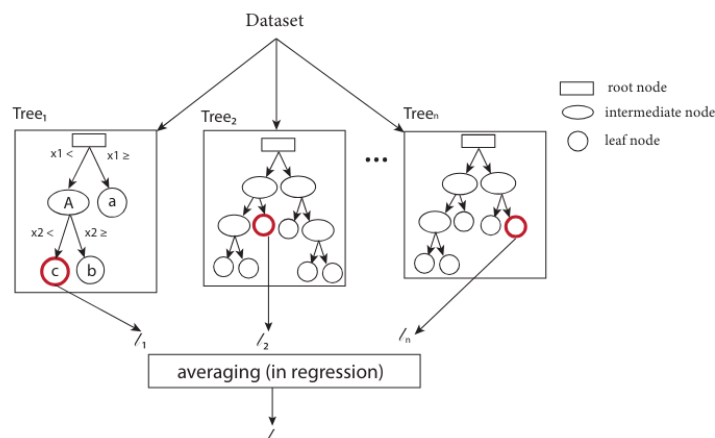 Dataset
root node
intermediate node
leaf node
Tree₁
Tree₂
Treeₙ
x1 <
x1 ≥
A
a
x2 <
x2 ≥
c
b
...
ℓ₁
ℓ₂
ℓₙ
averaging (in regression)
ℓ